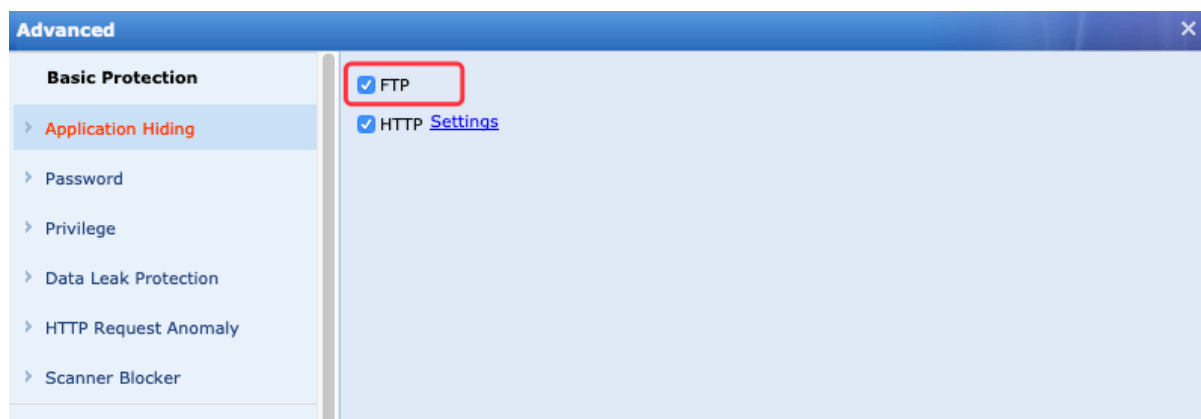 Advanced
Basic Protection
Application Hiding
Password
Privilege
Data Leak Protection
HTTP Request Anomaly
Scanner Blocker
FTP
HTTP Settings